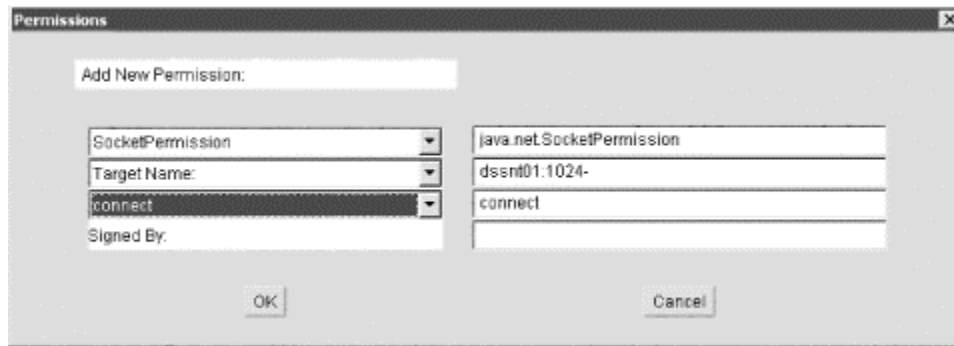 Permissions
Add New Permission:
SocketPermission
java.net.SocketPermission
Target Name:
dssnt01:1024-
connect
connect
Signed By:
OK
Cancel